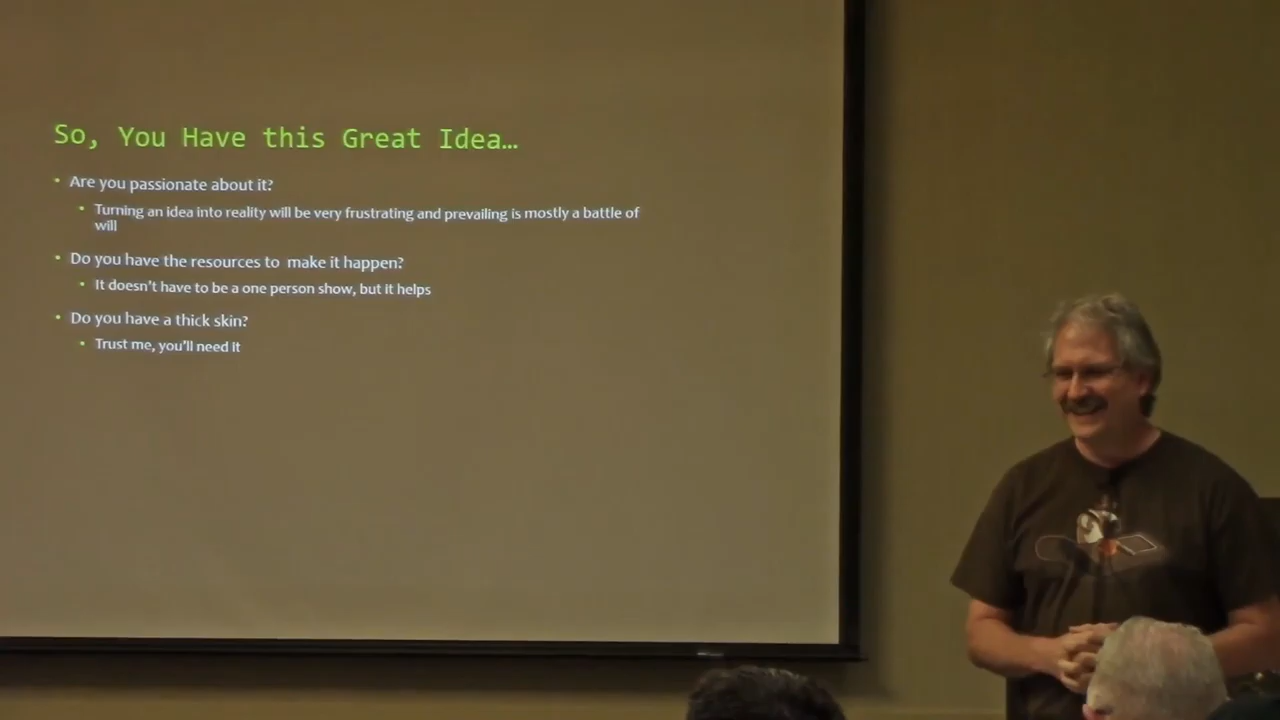 So, You Have this Great Idea…
• Are you passionate about it?
• Turning an idea into reality will be very frustrating and prevailing is mostly a battle of
will
• Do you have the resources to  make it happen?
• It doesn't have to be a one person show, but it helps
• Do you have a thick skin?
• Trust me, you'll need it